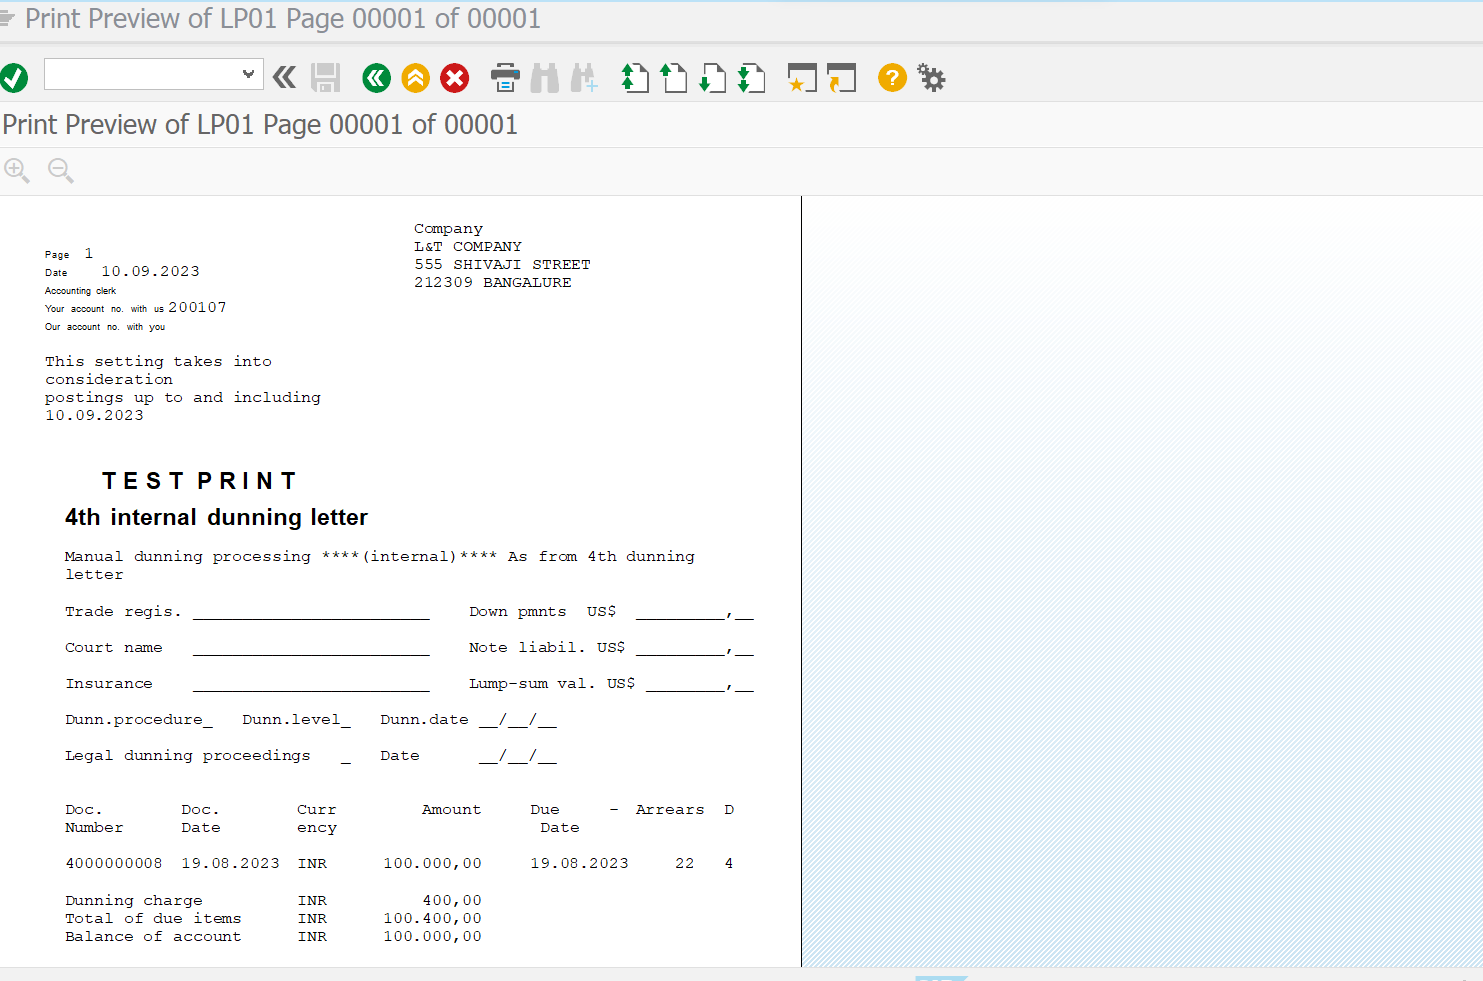 Print Preview of LP01 Page 00001 of 00001
Print Preview of LP01 Page 00001 of 00001
Company
L&T COMPANY
555 SHIVAJI STREET
212309 BANGALURE
Page 1
Date 10.09.2023
Accounting clerk
Your account no. with us 200107
Our account no. with you
This setting takes into
consideration
postings up to and including
10.09.2023
T E S T P R I N T
4th internal dunning letter
Manual dunning processing ****(internal)**** As from 4th dunning
letter
Trade regis. ________________________ Down pmnts US$ _________,__
Court name ________________________ Note liabil. US$ _________,__
Insurance ________________________ Lump-sum val. US$ ________,__
Dunn.procedure_ Dunn.level_ Dunn.date __/__/__
Legal dunning proceedings _ Date __/__/__
Doc. Doc. Curr Amount Due - Arrears D
Number Date ency Date
4000000008 19.08.2023 INR 100.000,00 19.08.2023 22 4
Dunning charge INR 400,00
Total of due items INR 100.400,00
Balance of account INR 100.000,00